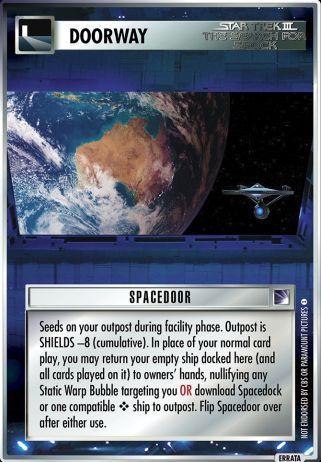 DOORWAY
STAR TREK III
THE SEARCH FOR
SPOCK
SPACEDOOR
Seeds on your outpost during facility phase. Outpost is
SHIELDS –8 (cumulative). In place of your normal card
play, you may return your empty ship docked here (and
all cards played on it) to owners' hands, nullifying any
Static Warp Bubble targeting you OR download Spacedock
or one compatible ❖ ship to outpost. Flip Spacedoor over
after either use.
NOT ENDORSED BY CBS OR PARAMOUNT PICTURES
ERRATA